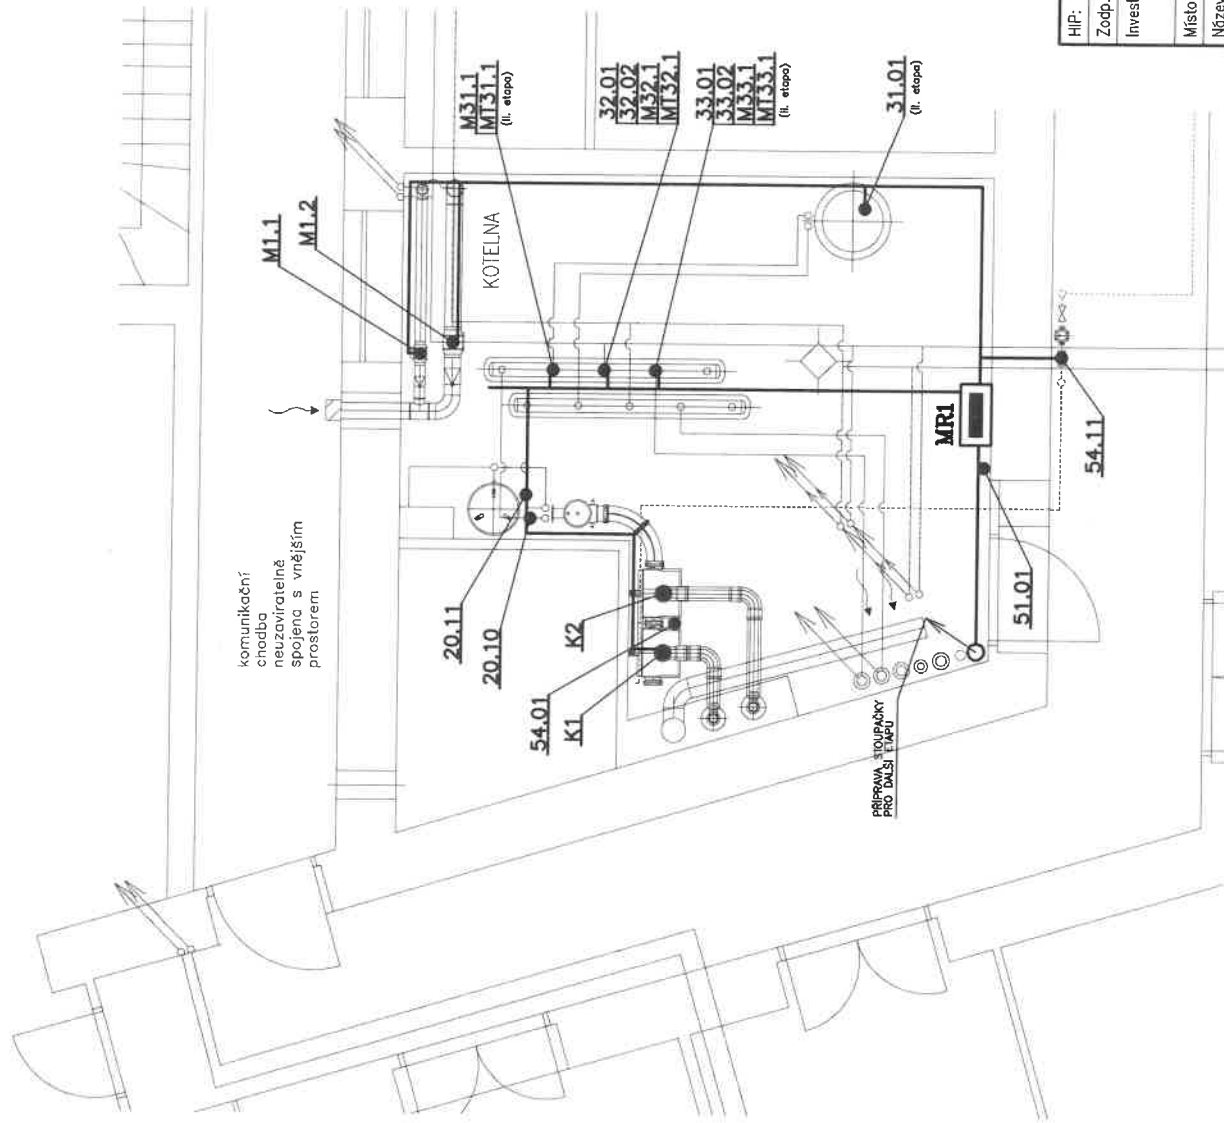 komunikační
chodba
neuzavíratelně
spojena s vnějším
prostorem
M1.1
M1.2
KOTELNA
M31.1
MT31.1
(II. etapa)
32.01
32.02
M32.1
MT32.1
33.01
33.02
M33.1
MT33.1
(II. etapa)
31.01
(II. etapa)
20.11
20.10
54.01
K1
K2
MR1
54.11
51.01
PŘÍPRAVA STOUPAČKY
PRO DALŠÍ ETAPU
HIP:
Zodp.
Invest
Místo
Název